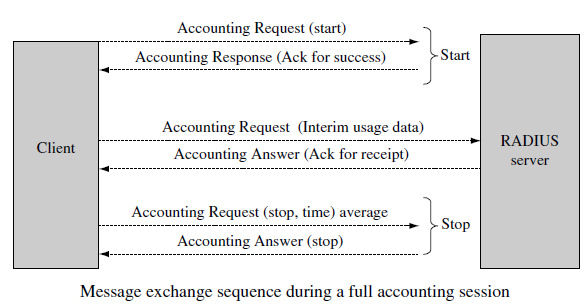 Accounting Request (start)
Accounting Response (Ack for success)
Start
Accounting Request (Interim usage data)
Client
Accounting Answer (Ack for receipt)
RADIUS
server
Accounting Request (stop, time) average
Stop
Accounting Answer (stop)
Message exchange sequence during a full accounting session